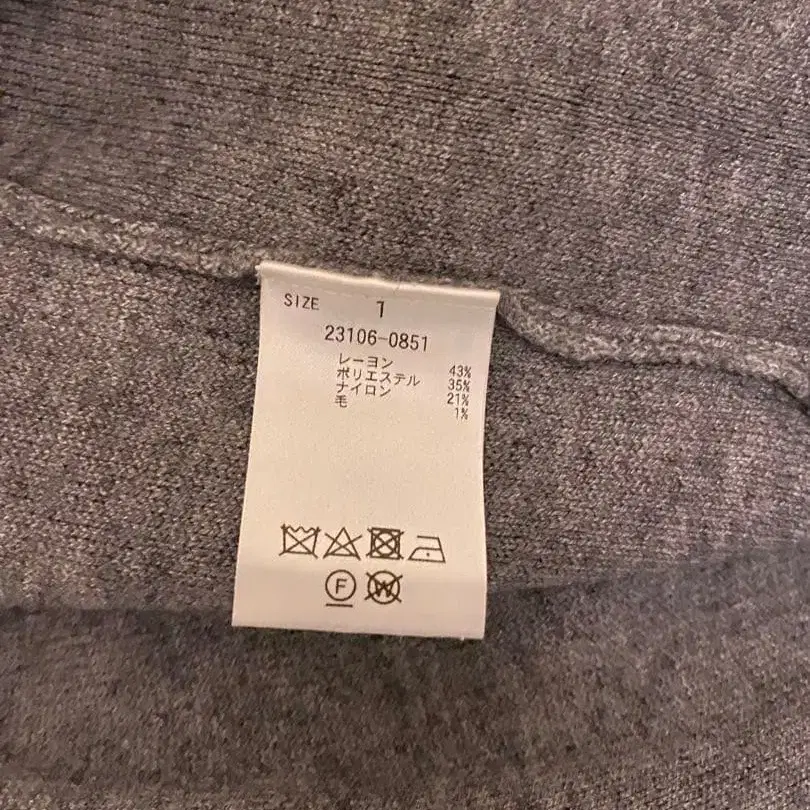 SIZE 1
23106-0851
レーヨン 43%
ポリエステル 35%
ナイロン 21%
毛 1%
F W